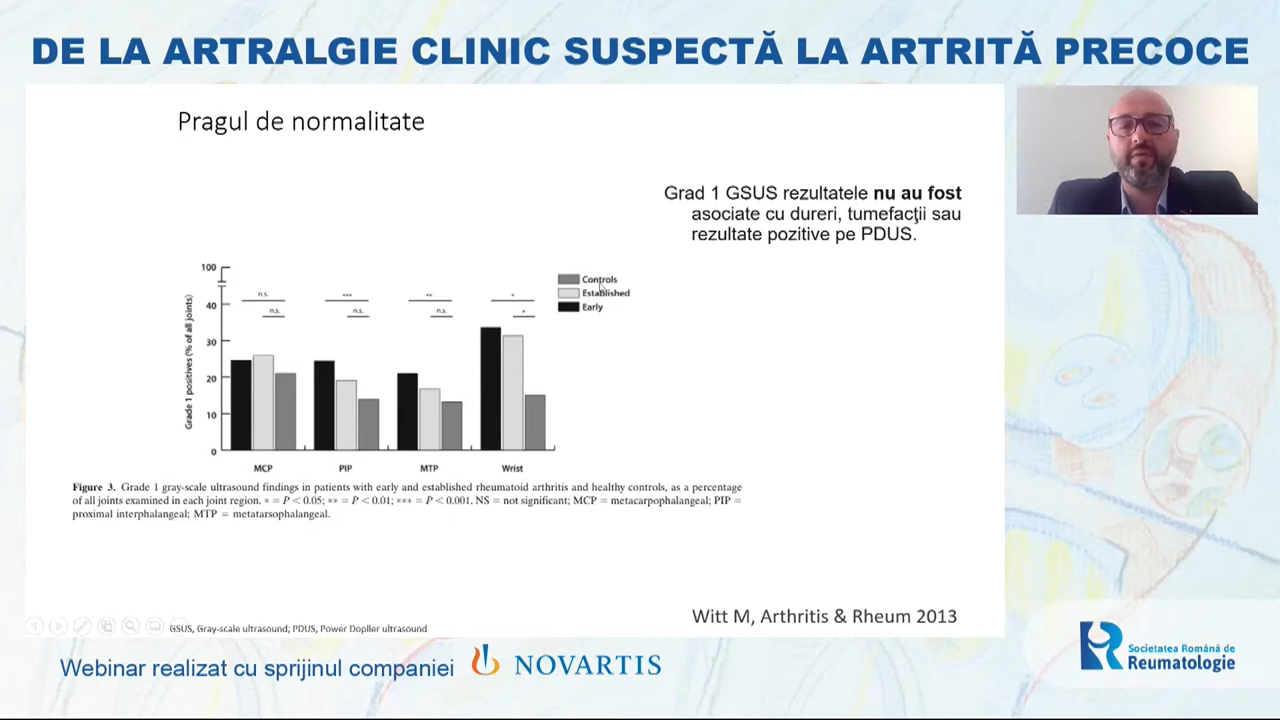 DE LA ARTRALGIE CLINIC SUSPECTĂ LA ARTRITĂ PRECOCE
Pragul de normalitate
Grad 1 GSUS rezultatele nu au fost
asociate cu dureri, tumefacţii sau
rezultate pozitive pe PDUS.
Grade 1 positives (% of all joints)
100
40
30
20
10
0
n.s.
n.s.
***
n.s.
**
n.s.
*
*
Controls
Established
Early
MCP
PIP
MTP
Wrist
Figure 3. Grade 1 gray-scale ultrasound findings in patients with early and established rheumatoid arthritis and healthy controls, as a percentage
of all joints examined in each joint region. * = P < 0.05; ** = P < 0.01; *** = P < 0.001. NS = not significant; MCP = metacarpophalangeal; PIP =
proximal interphalangeal; MTP = metatarsophalangeal.
Witt M, Arthritis & Rheum 2013
GSUS, Gray-scale ultrasound; PDUS, Power Dopller ultrasound
Webinar realizat cu sprijinul companiei
NOVARTIS
Societatea Română de
Reumatologie